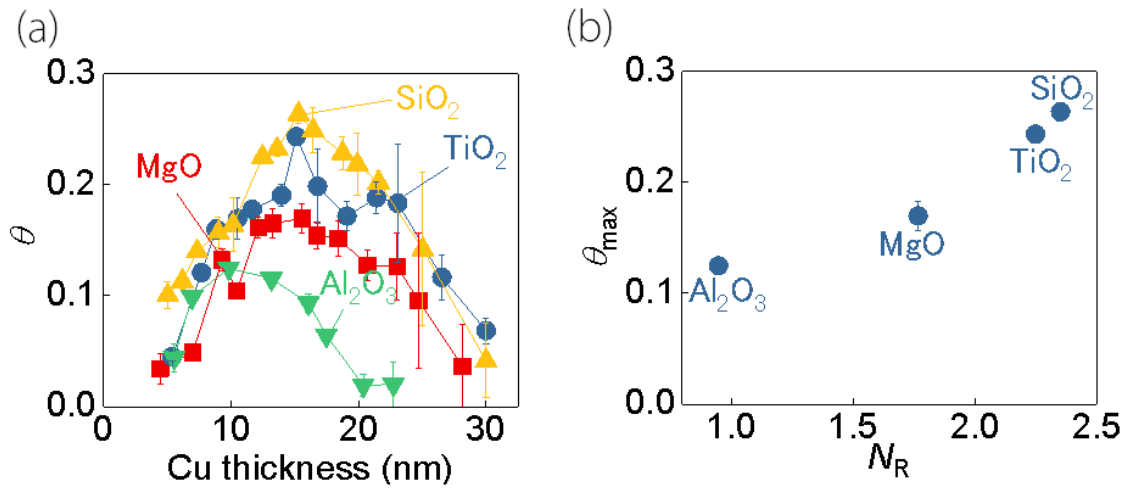 (a)
0.3
0.2
0.1
0.0
θ
SiO₂
TiO₂
MgO
Al₂O₃
0
10
20
30
Cu thickness (nm)
(b)
0.3
0.2
0.1
0.0
θmax
SiO₂
TiO₂
MgO
Al₂O₃
1.0
1.5
2.0
2.5
NR